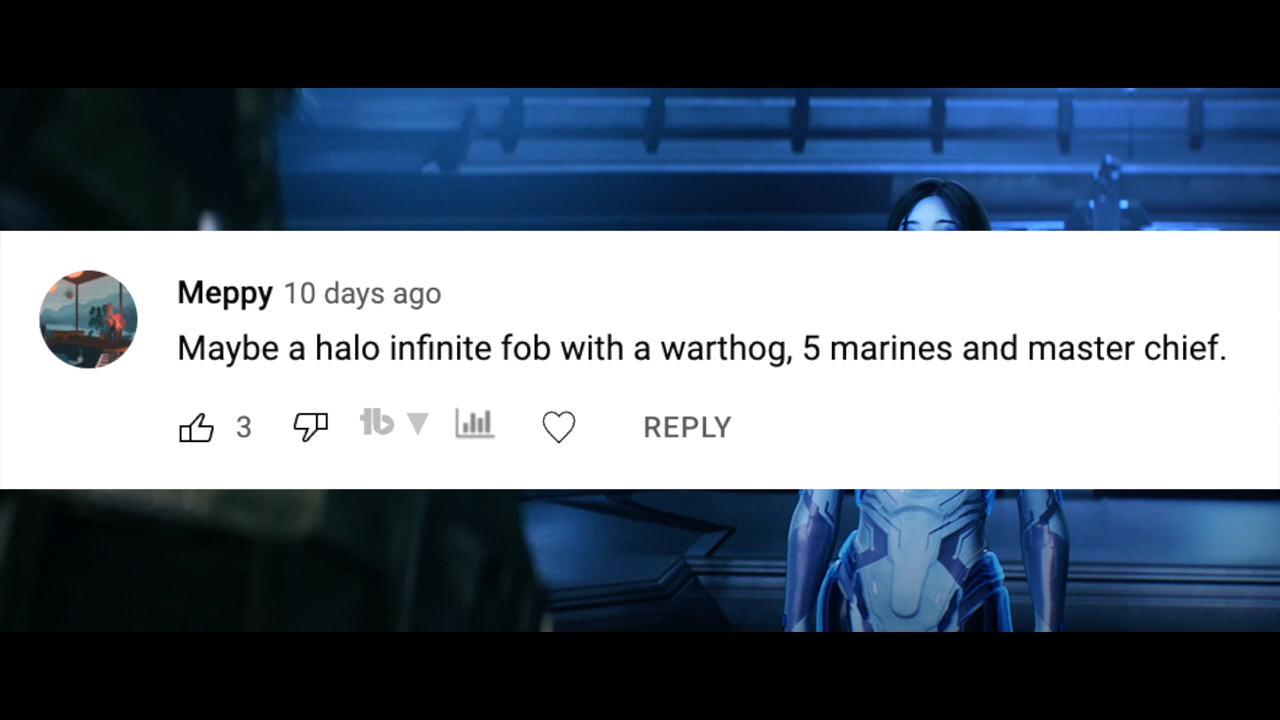 Meppy 10 days ago
Maybe a halo infinite fob with a warthog, 5 marines and master chief.
3 REPLY